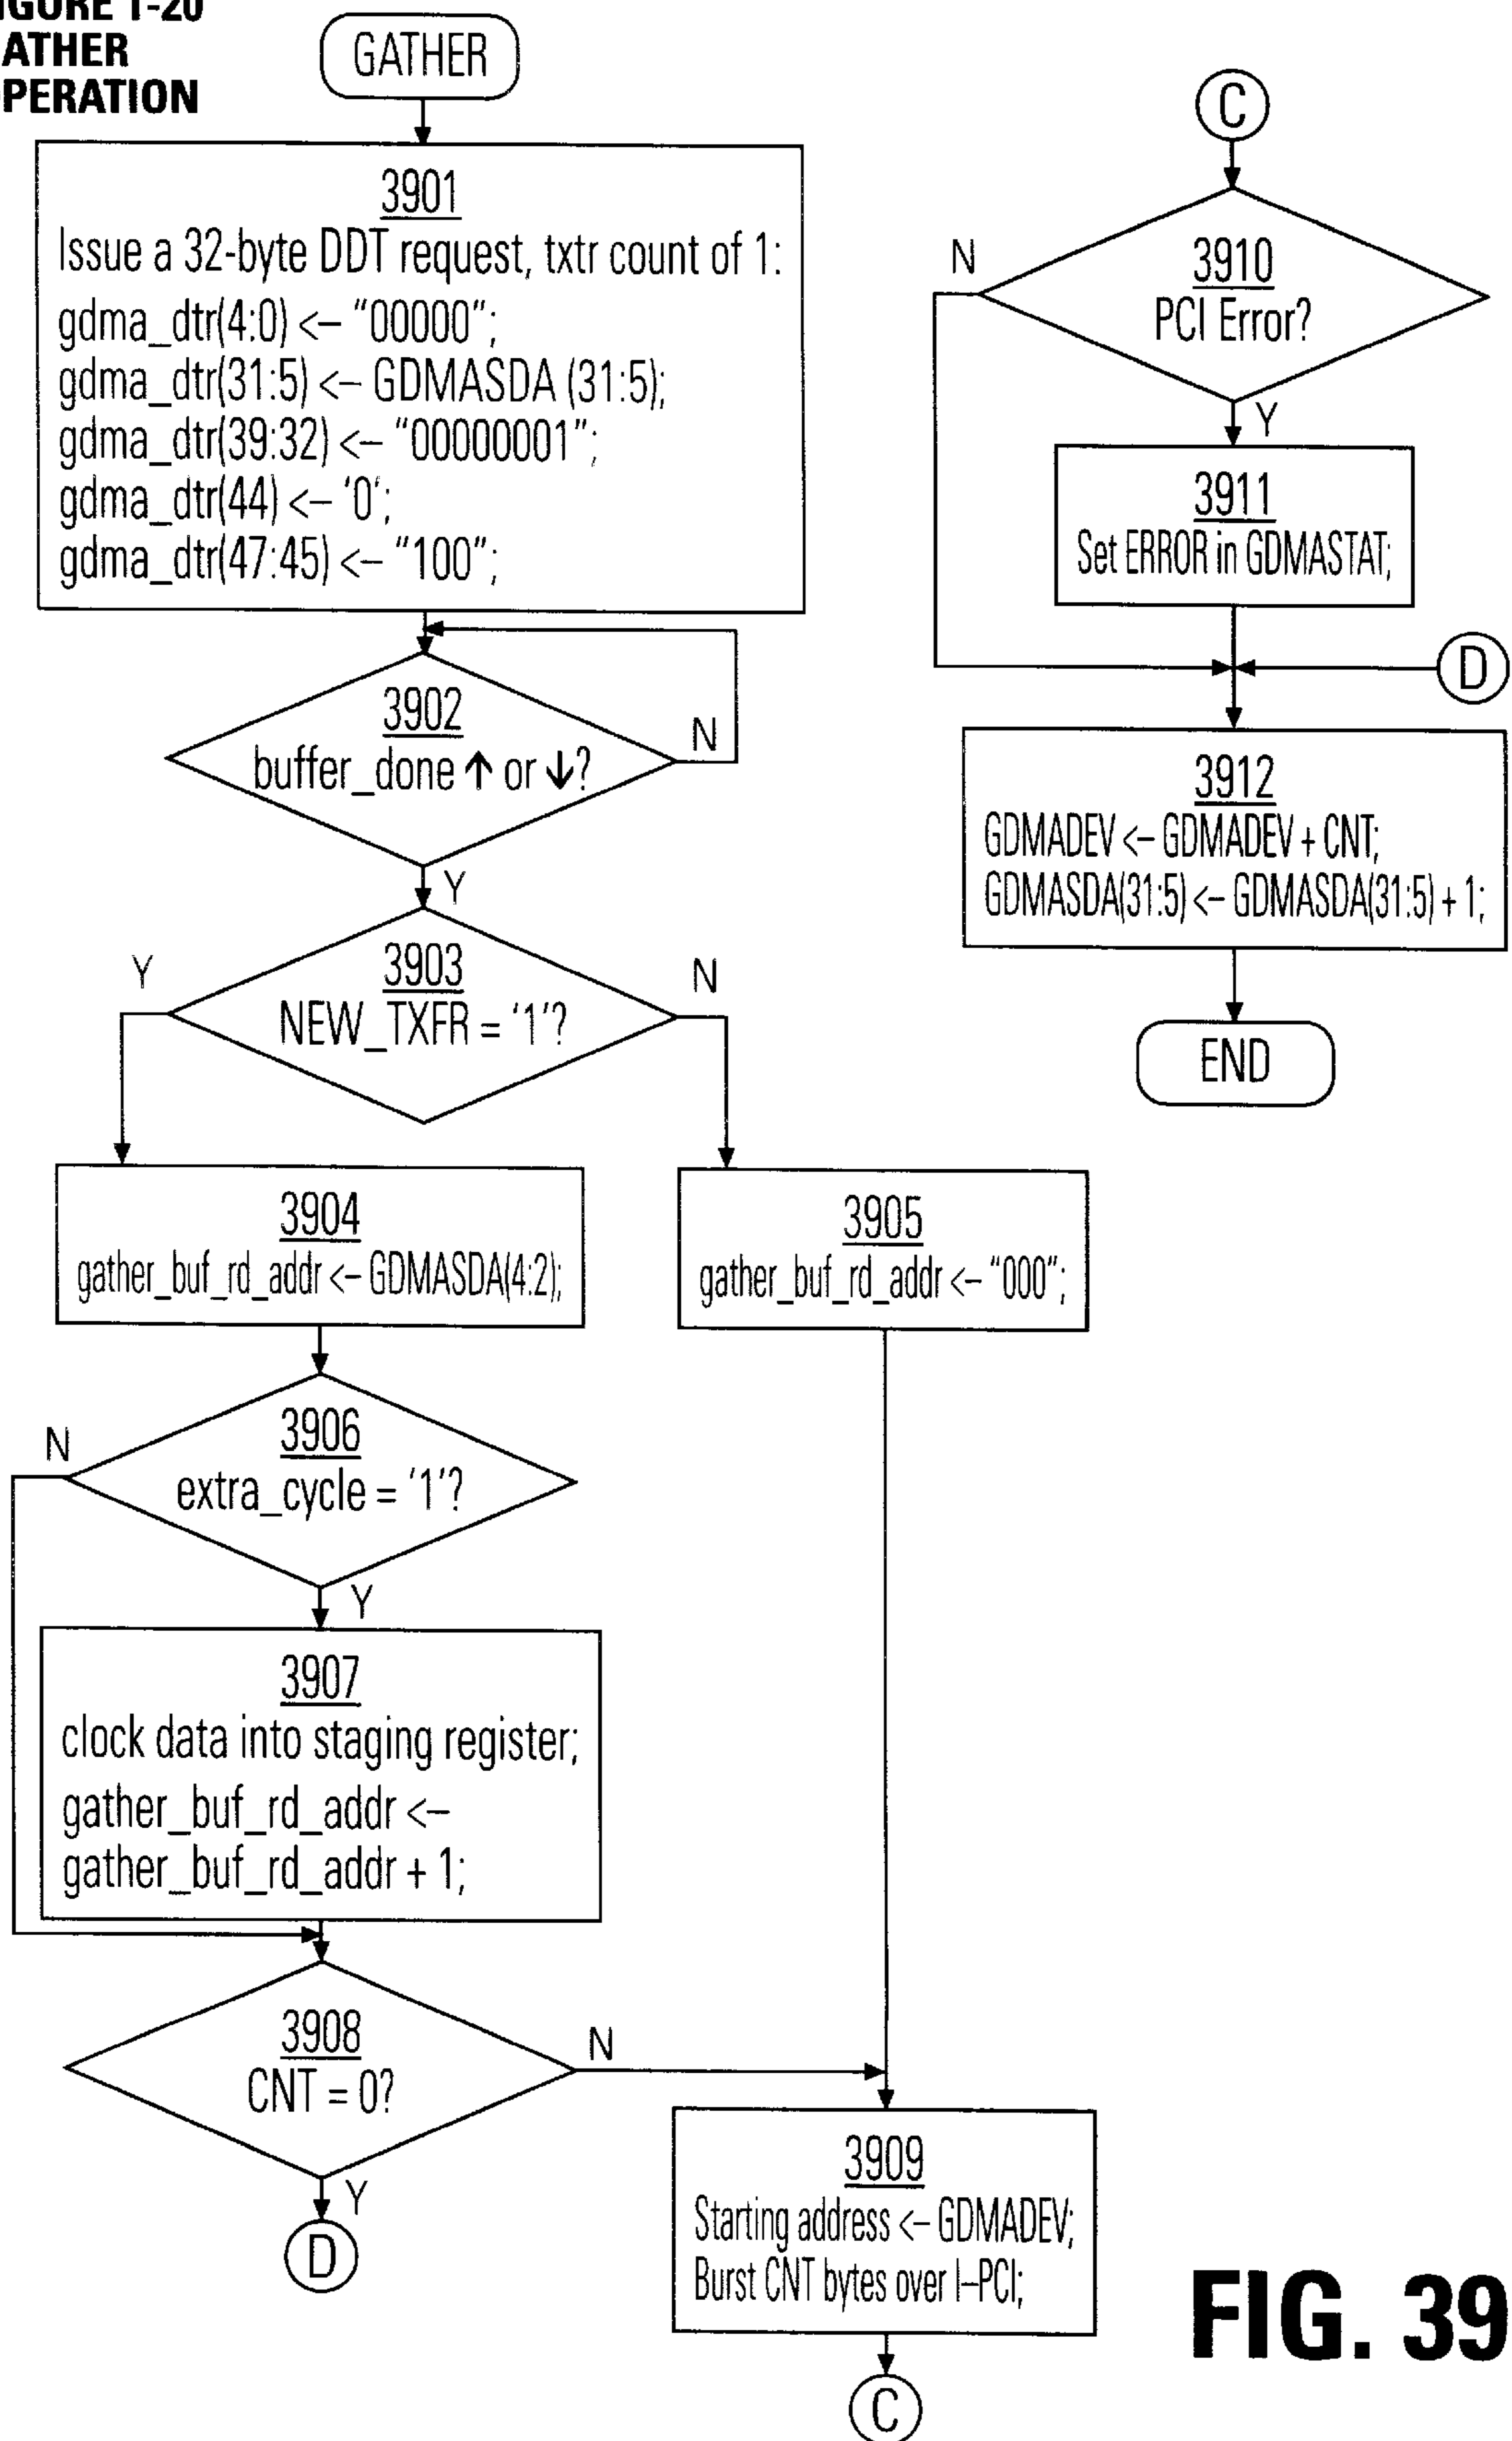 IGURE 1-20
ATHER
PERATION
GATHER
3901
Issue a 32-byte DDT request, txtr count of 1:
gdma_dtr(4:0) <– “00000”;
gdma_dtr(31:5) <– GDMASDA (31:5);
gdma_dtr(39:32) <– “00000001”;
gdma_dtr(44) <– ‘0’;
gdma_dtr(47:45) <– “100”;
3902
buffer_done ↑ or ↓?
N
Y
3903
NEW_TXFR = ‘1’?
Y
N
3904
gather_buf_rd_addr <– GDMASDA(4:2);
3905
gather_buf_rd_addr <– “000”;
3906
extra_cycle = ‘1’?
N
Y
3907
clock data into staging register;
gather_buf_rd_addr <–
gather_buf_rd_addr + 1;
3908
CNT = 0?
N
Y
D
3909
Starting address <– GDMADEV;
Burst CNT bytes over I–PCI;
C
C
3910
PCI Error?
N
Y
3911
Set ERROR in GDMASTAT;
D
3912
GDMADEV <– GDMADEV + CNT;
GDMASDA(31:5) <– GDMASDA(31:5) + 1;
END
FIG. 39